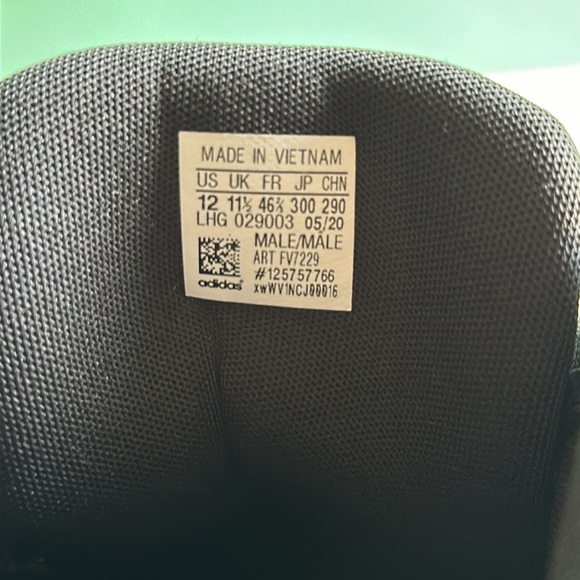 MADE IN VIETNAM
US UK FR JP CHN
12 11½ 46⅔ 300 290
LHG 029003 05/20
MALE/MÂLE
ART FV7229
#125757766
adidas® xwWV1NCJ00016